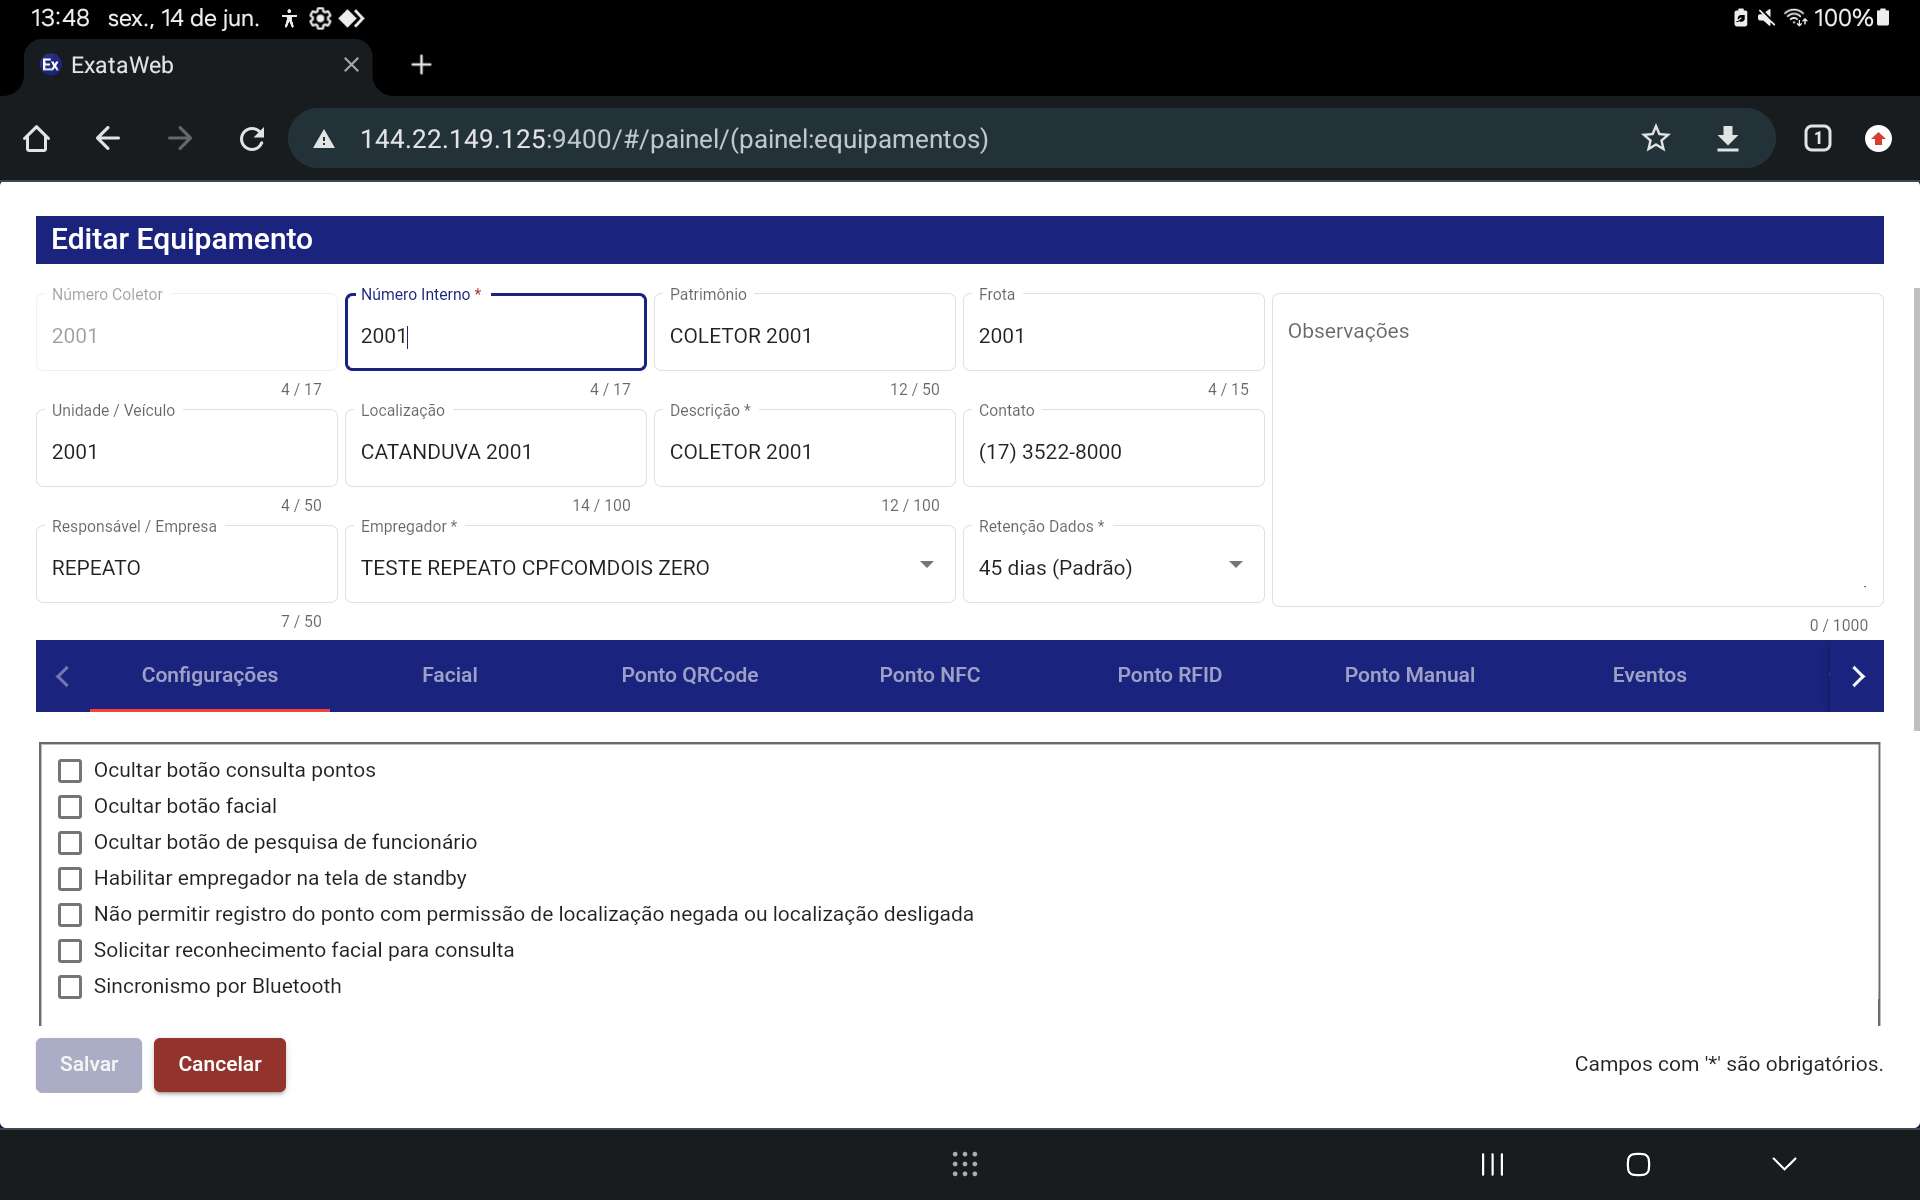 13:48 sex., 14 de jun.
100%
Ex ExataWeb
144.22.149.125:9400/#/painel/(painel:equipamentos)
1
Editar Equipamento
Número Coletor
2001
4 / 17
Número Interno *
2001
4 / 17
Patrimônio
COLETOR 2001
12 / 50
Frota
2001
4 / 15
Observações
0 / 1000
Unidade / Veículo
2001
4 / 50
Localização
CATANDUVA 2001
14 / 100
Descrição *
COLETOR 2001
12 / 100
Contato
(17) 3522-8000
Responsável / Empresa
REPEATO
7 / 50
Empregador *
TESTE REPEATO CPFCOMDOIS ZERO
Retenção Dados *
45 dias (Padrão)
Configurações Facial Ponto QRCode Ponto NFC Ponto RFID Ponto Manual Eventos
Ocultar botão consulta pontos
Ocultar botão facial
Ocultar botão de pesquisa de funcionário
Habilitar empregador na tela de standby
Não permitir registro do ponto com permissão de localização negada ou localização desligada
Solicitar reconhecimento facial para consulta
Sincronismo por Bluetooth
Salvar Cancelar
Campos com '*' são obrigatórios.